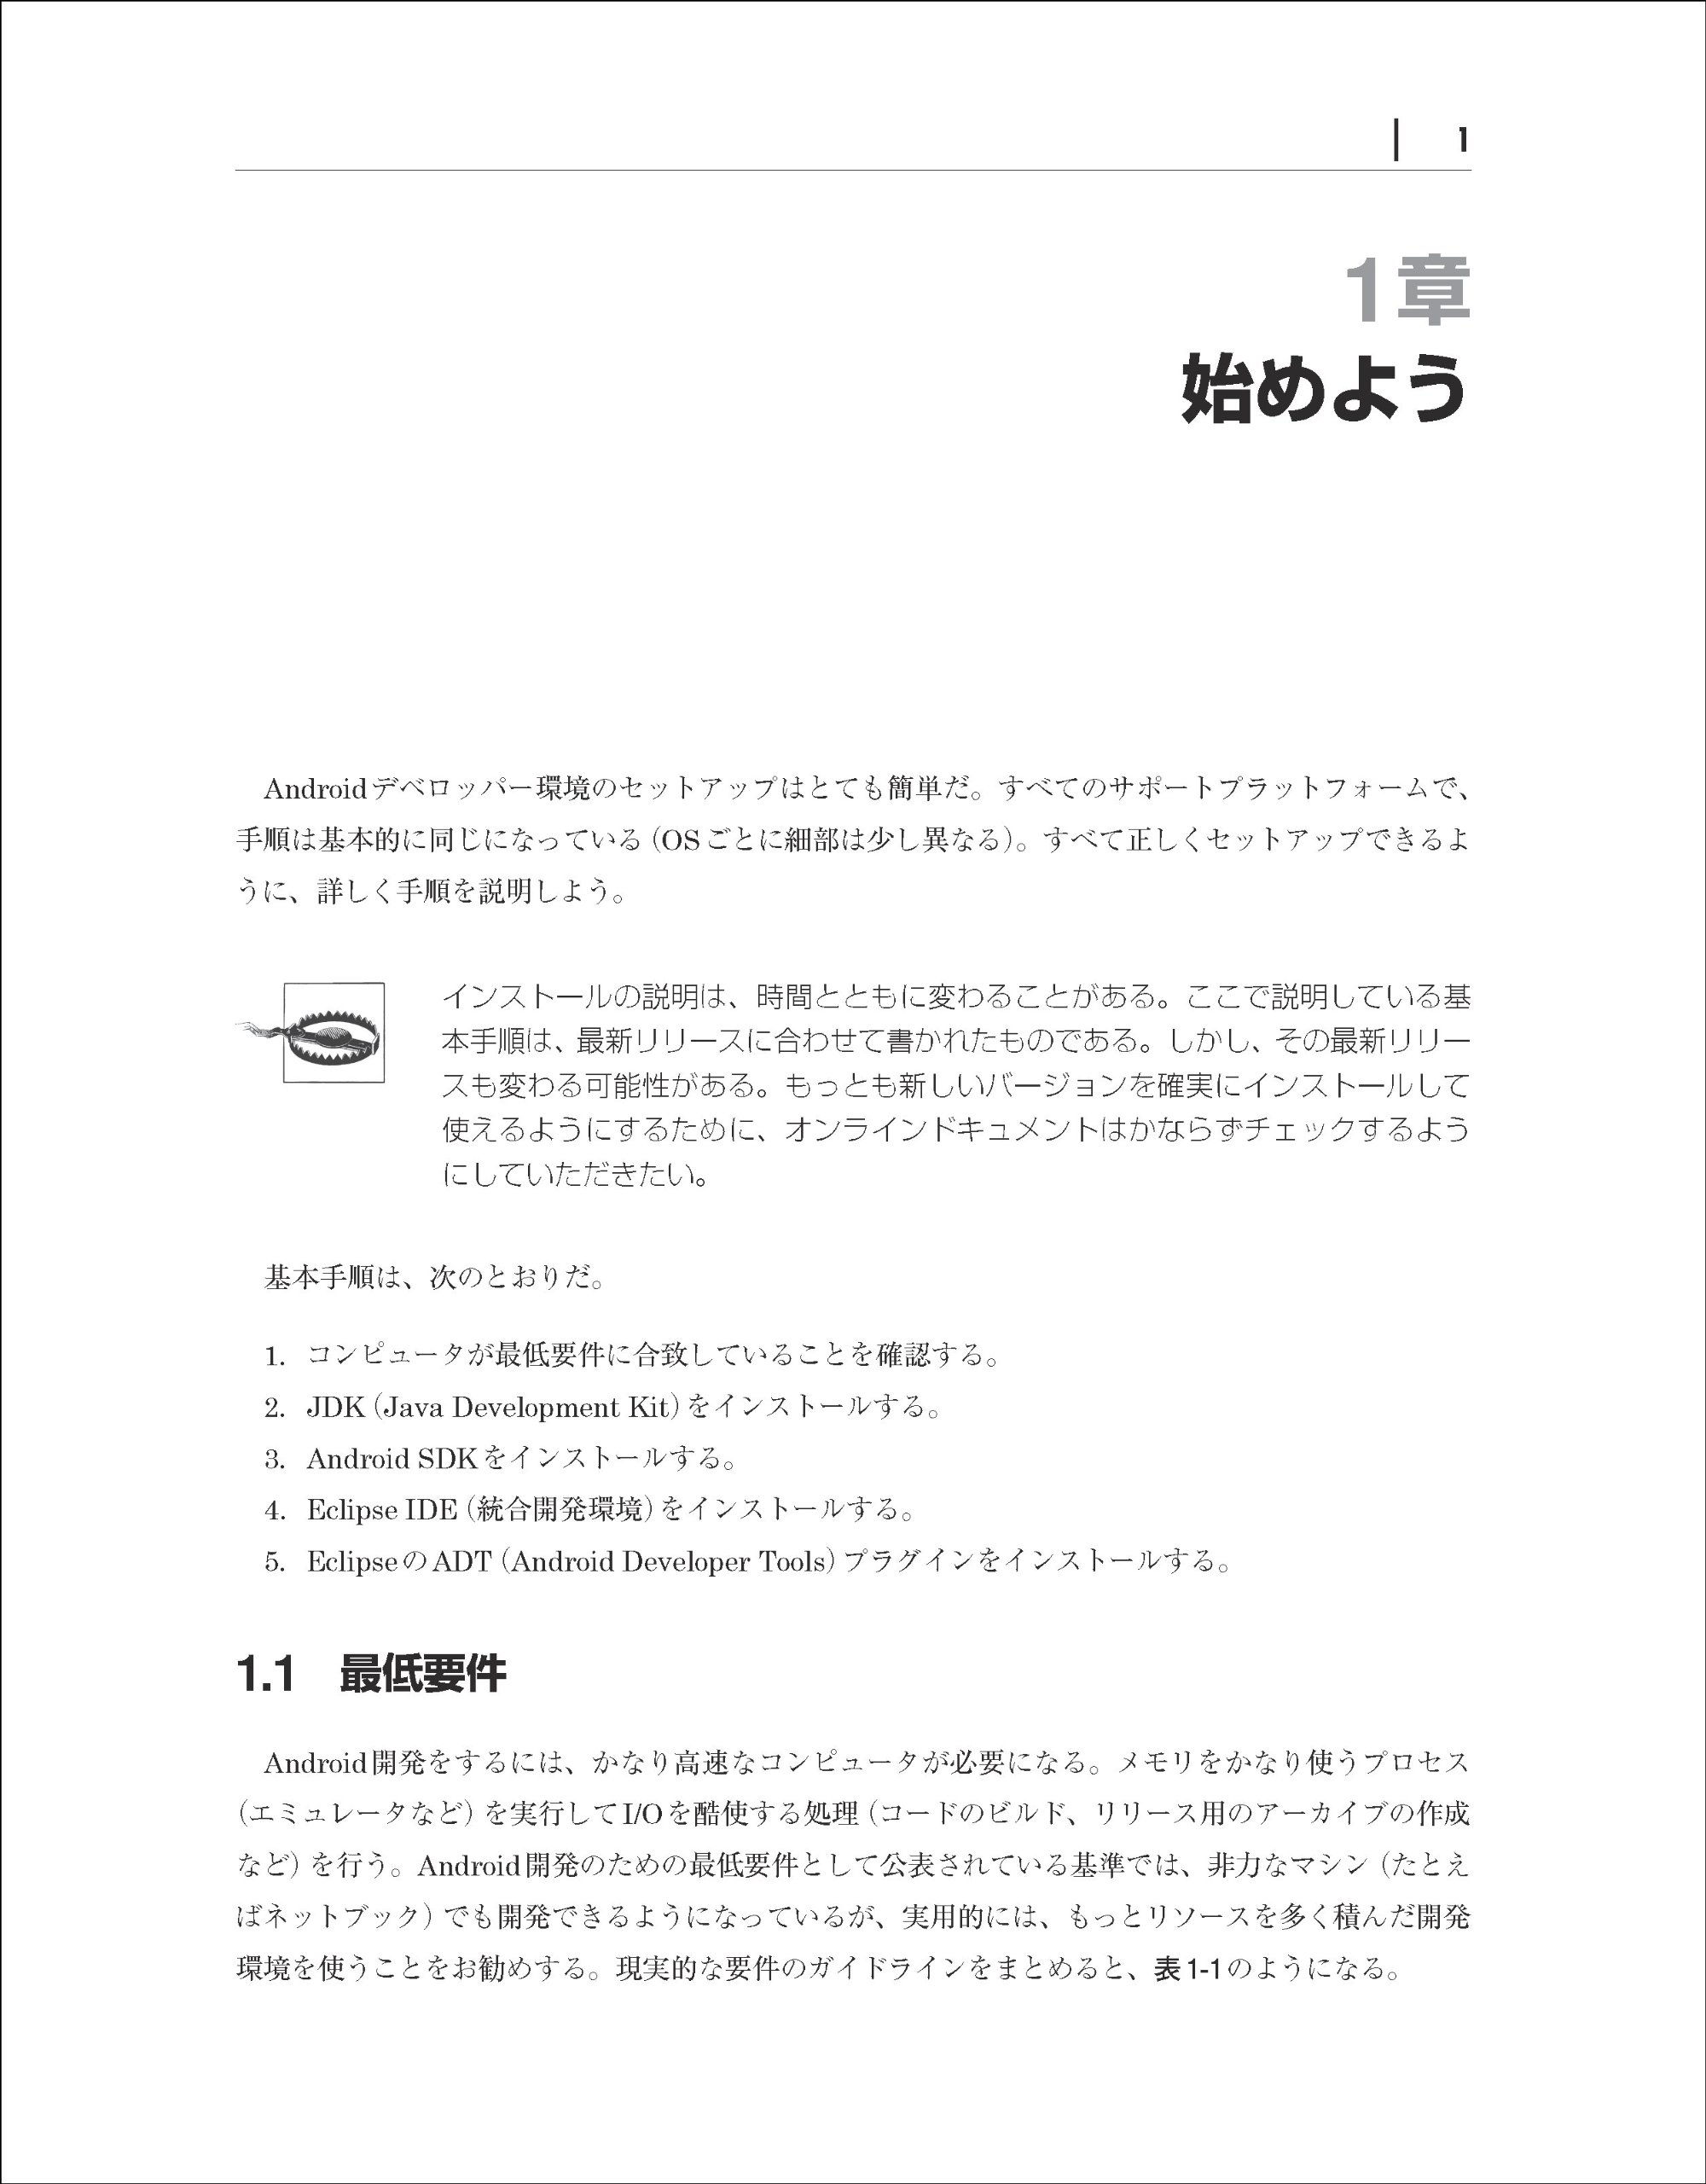 1
1章
始めよう
Androidデベロッパー環境のセットアップはとても簡単だ。すべてのサポートプラットフォームで、
手順は基本的に同じになっている（OSごとに細部は少し異なる）。すべて正しくセットアップできるよ
うに、詳しく手順を説明しよう。
インストールの説明は、時間とともに変わることがある。ここで説明している基
本手順は、最新リリースに合わせて書かれたものである。しかし、その最新リリー
スも変わる可能性がある。もっとも新しいバージョンを確実にインストールして
使えるようにするために、オンラインドキュメントはかならずチェックするよう
にしていただきたい。
基本手順は、次のとおりだ。
1. コンピュータが最低要件に合致していることを確認する。
2. JDK（Java Development Kit）をインストールする。
3. Android SDKをインストールする。
4. Eclipse IDE（統合開発環境）をインストールする。
5. EclipseのADT（Android Developer Tools）プラグインをインストールする。
1.1 最低要件
Android開発をするには、かなり高速なコンピュータが必要になる。メモリをかなり使うプロセス
（エミュレータなど）を実行してI/Oを酷使する処理（コードのビルド、リリース用のアーカイブの作成
など）を行う。Android開発のための最低要件として公表されている基準では、非力なマシン（たとえ
ばネットブック）でも開発できるようになっているが、実用的には、もっとリソースを多く積んだ開発
環境を使うことをお勧めする。現実的な要件のガイドラインをまとめると、表1-1のようになる。